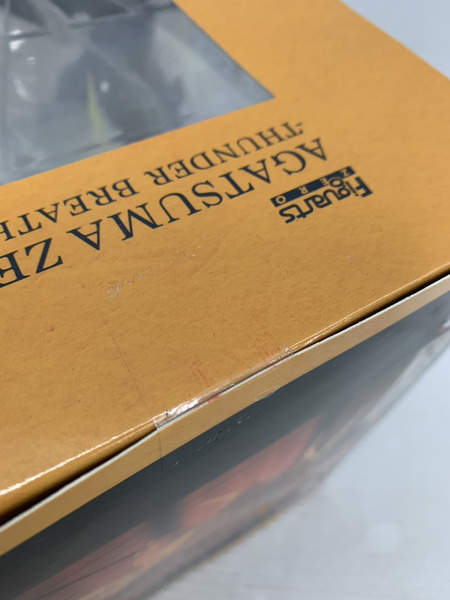 Figuarts
ZERO
AGATSUMA ZE
-THUNDER BREATH